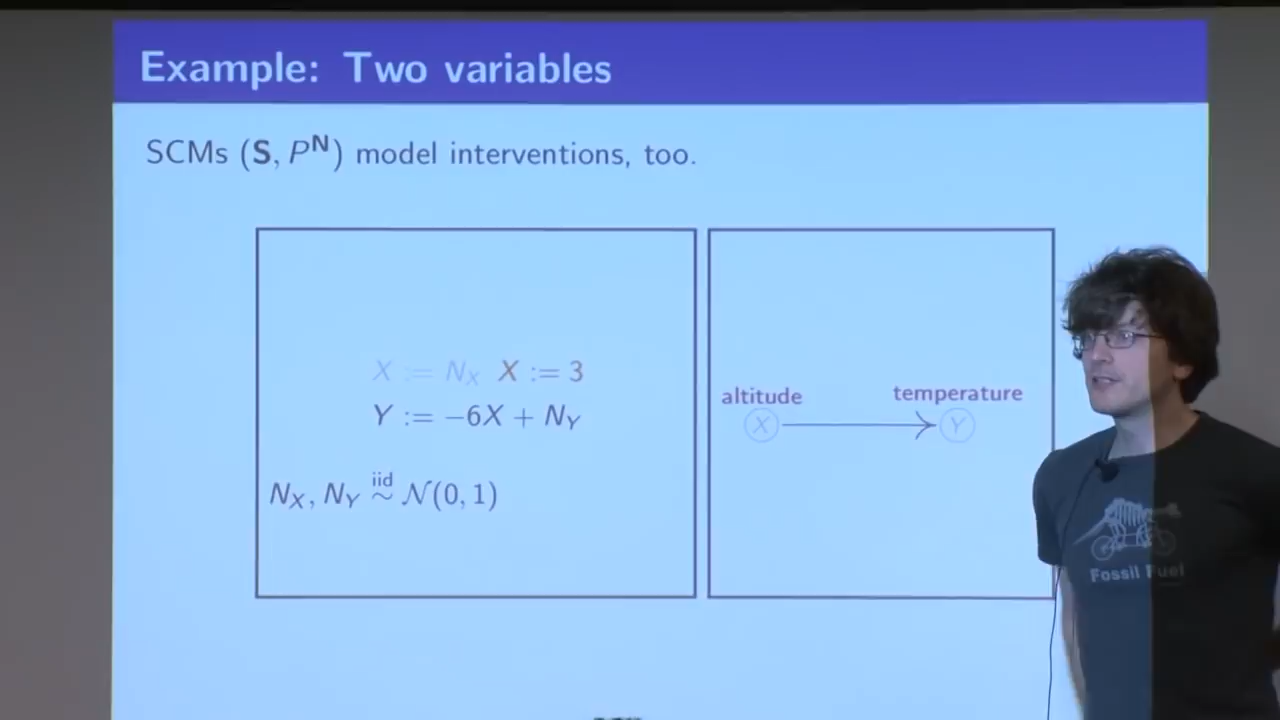 Example: Two variables
SCMs (S, P^N) model interventions, too.
X := N_X X := 3
Y := −6X + N_Y
N_X, N_Y iid ~ N(0, 1)
altitude temperature
X Y
Fossil Fuel